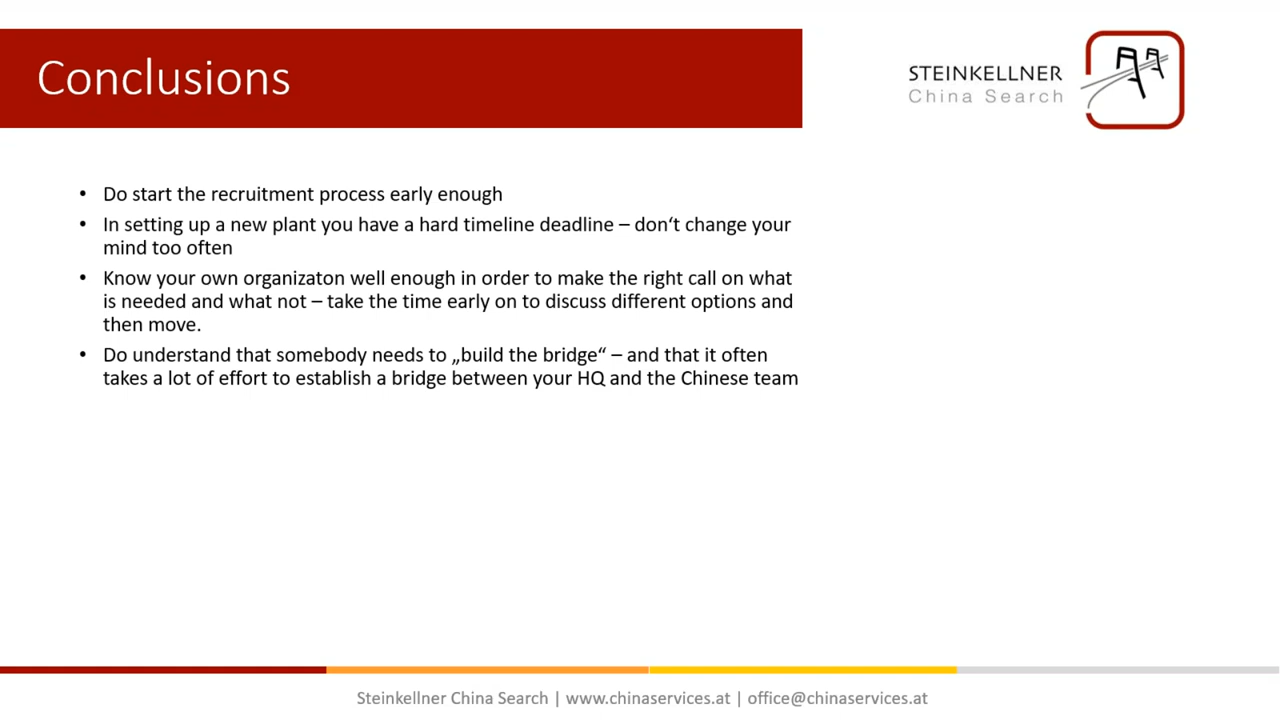 Conclusions
STEINKELLNER
China Search
• Do start the recruitment process early enough
• In setting up a new plant you have a hard timeline deadline – don‘t change your
mind too often
• Know your own organizaton well enough in order to make the right call on what
is needed and what not – take the time early on to discuss different options and
then move.
• Do understand that somebody needs to „build the bridge“ – and that it often
takes a lot of effort to establish a bridge between your HQ and the Chinese team
Steinkellner China Search | www.chinaservices.at | office@chinaservices.at